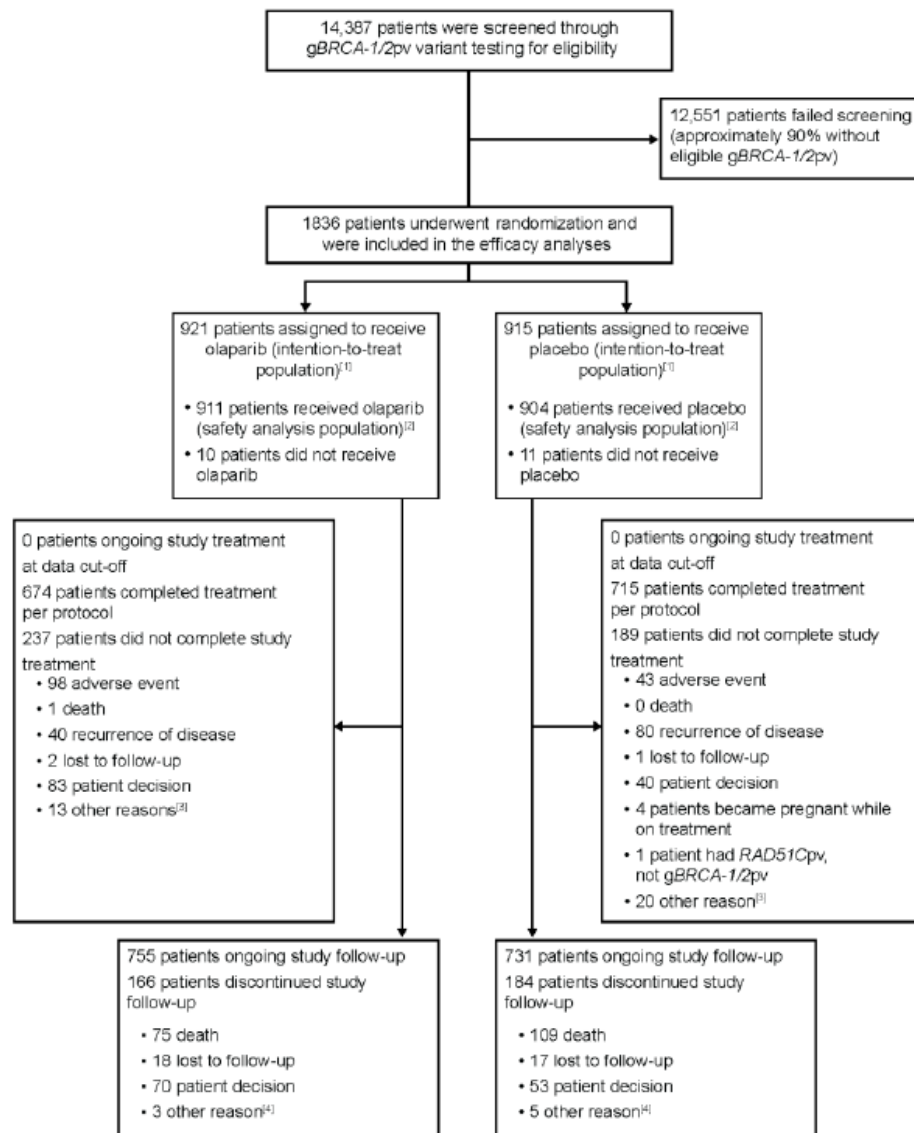 14,387 patients were screened through
gBRCA-1/2pv variant testing for eligibility
12,551 patients failed screening
(approximately 90% without
eligible gBRCA-1/2pv)
1836 patients underwent randomization and
were included in the efficacy analyses
921 patients assigned to receive
olaparib (intention-to-treat
population)[1]
• 911 patients received olaparib
(safety analysis population)[2]
• 10 patients did not receive
olaparib
915 patients assigned to receive
placebo (intention-to-treat
population)[1]
• 904 patients received placebo
(safety analysis population)[2]
• 11 patients did not receive
placebo
0 patients ongoing study treatment
at data cut-off
674 patients completed treatment
per protocol
237 patients did not complete study
treatment
• 98 adverse event
• 1 death
• 40 recurrence of disease
• 2 lost to follow-up
• 83 patient decision
• 13 other reasons[3]
0 patients ongoing study treatment
at data cut-off
715 patients completed treatment
per protocol
189 patients did not complete study
treatment
• 43 adverse event
• 0 death
• 80 recurrence of disease
• 1 lost to follow-up
• 40 patient decision
• 4 patients became pregnant while
on treatment
• 1 patient had RAD51Cpv,
not gBRCA-1/2pv
• 20 other reason[3]
755 patients ongoing study follow-up
166 patients discontinued study
follow-up
• 75 death
• 18 lost to follow-up
• 70 patient decision
• 3 other reason[4]
731 patients ongoing study follow-up
184 patients discontinued study
follow-up
• 109 death
• 17 lost to follow-up
• 53 patient decision
• 5 other reason[4]